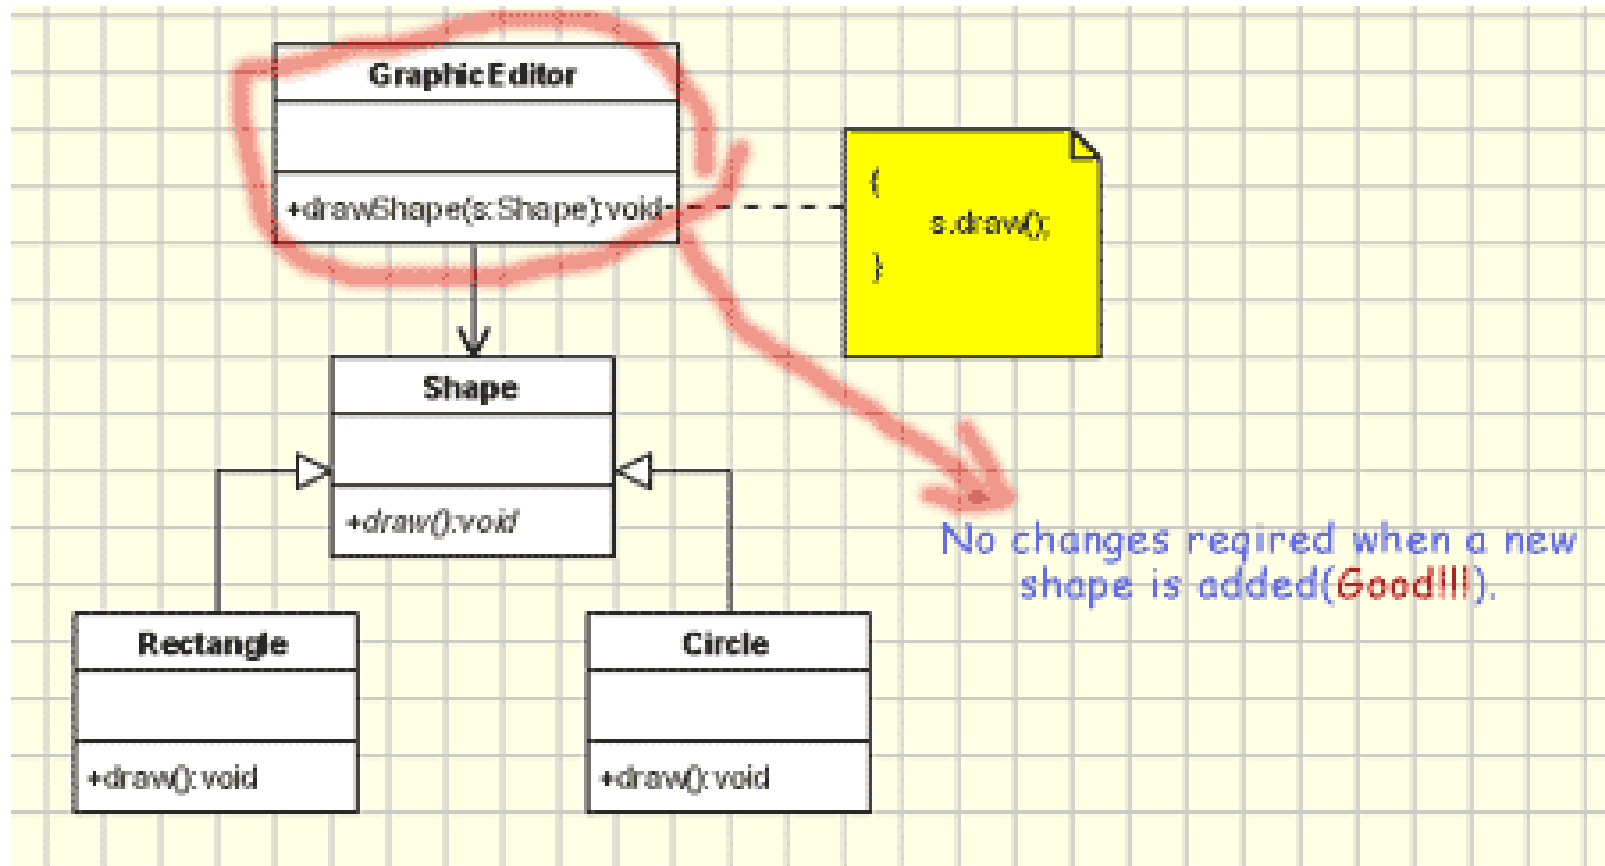 GraphicEditor
+drawShape(s:Shape):void
{
s.draw();
}
Shape
+draw():void
No changes reqired when a new
shape is added(Good!!!).
Rectangle
+draw():void
Circle
+draw():void